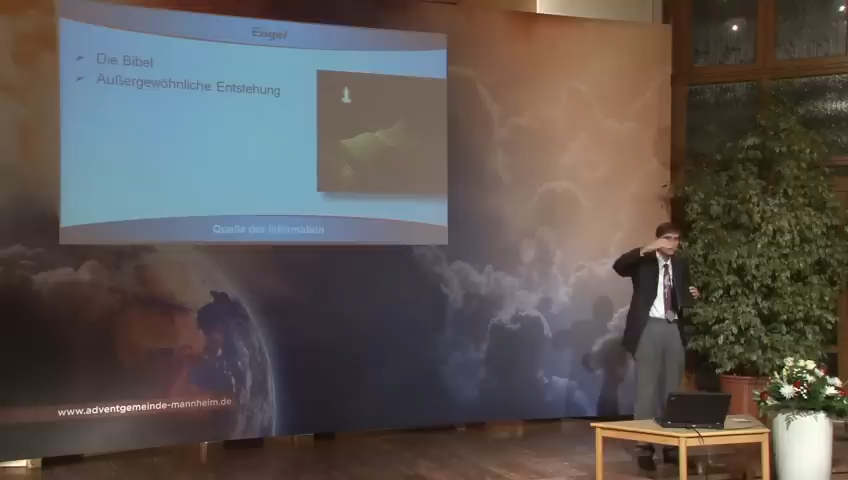 Engel
Die Bibel
Außergewöhnliche Entstehung
Quelle der Information
www.adventgemeinde-mannheim.de